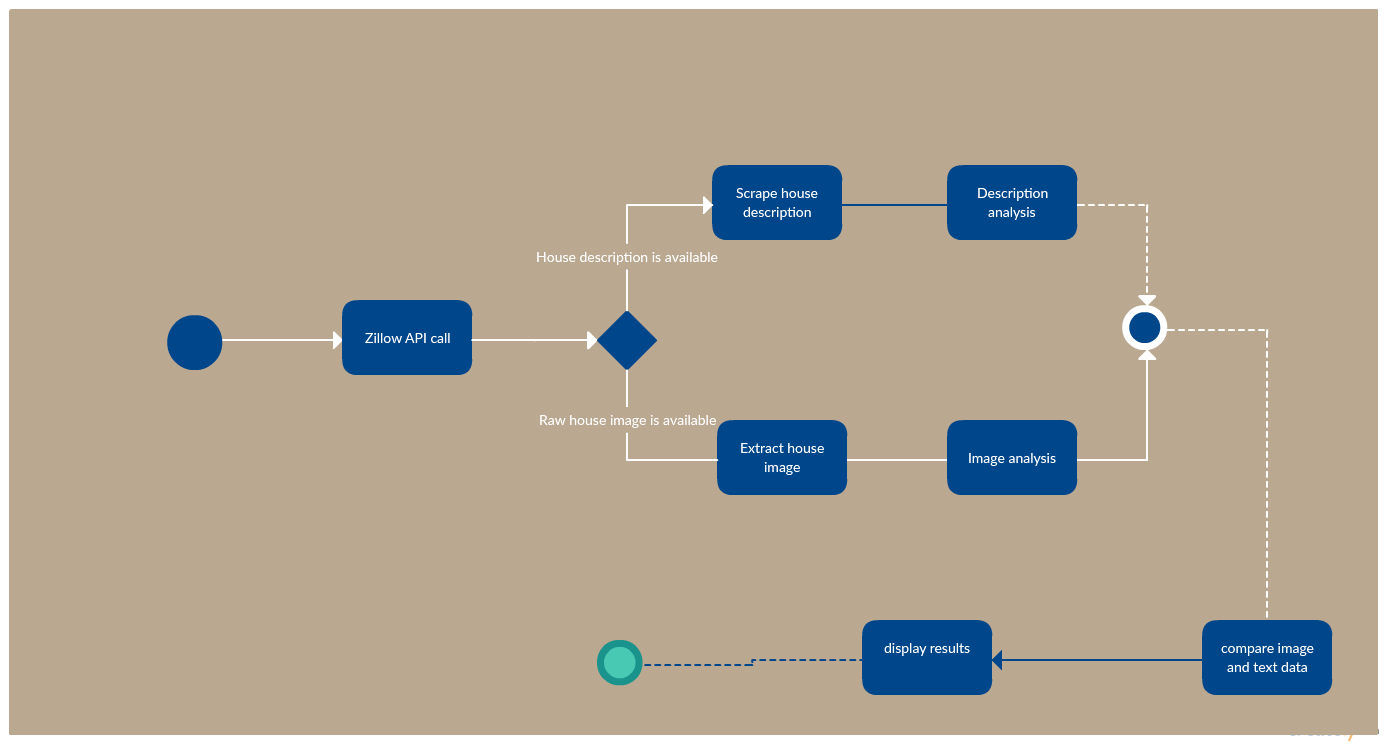 Scrape house
description
Description
analysis
House description is available
Zillow API call
Raw house image is available
Extract house
image
Image analysis
display results
compare image
and text data